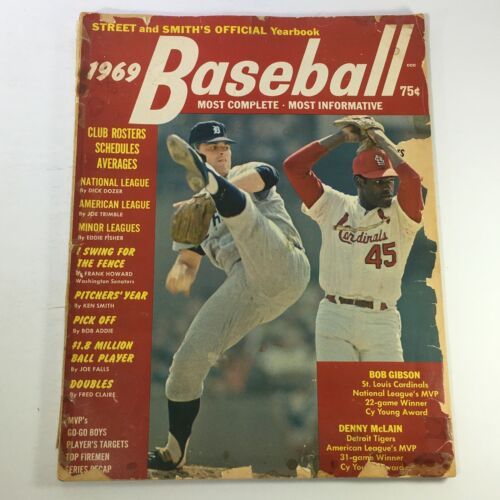 STREET and SMITH'S OFFICIAL Yearbook
1969 Baseball
75¢
MOST COMPLETE · MOST INFORMATIVE
CLUB ROSTERS
SCHEDULES
AVERAGES
NATIONAL LEAGUE
By DICK DOZER
AMERICAN LEAGUE
By JOE TRIMBLE
MINOR LEAGUES
By EDDIE FISHER
I SWING FOR
THE FENCE
By FRANK HOWARD
Washington Senators
PITCHERS' YEAR
By KEN SMITH
PICK OFF
By BOB ADDIE
$1.8 MILLION
BALL PLAYER
By JOE FALLS
DOUBLES
By FRED CLAIRE
MVP's
GO-GO BOYS
PLAYER'S TARGETS
TOP FIREMEN
SERIES RECAP
Cardinals
45
BOB GIBSON
St. Louis Cardinals
National League's MVP
22-game Winner
Cy Young Award
DENNY McLAIN
Detroit Tigers
American League's MVP
31-game Winner
Cy Young Award